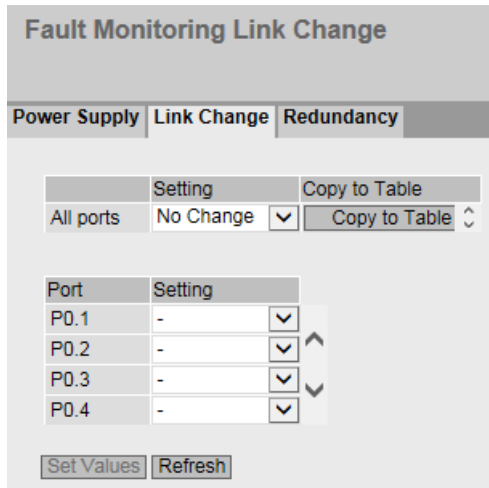 Fault Monitoring Link Change
Power Supply Link Change Redundancy
Setting Copy to Table
All ports No Change Copy to Table
Port Setting
P0.1 -
P0.2 -
P0.3 -
P0.4 -
Set Values Refresh